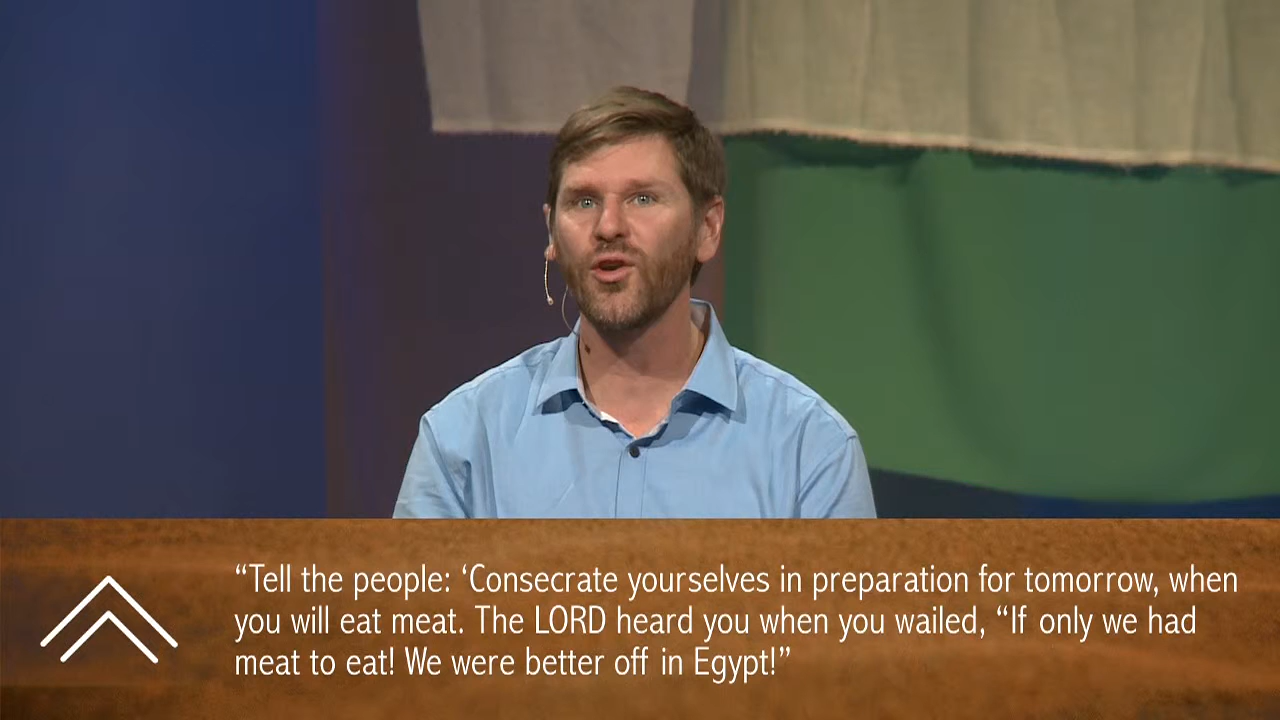 “Tell the people: ‘Consecrate yourselves in preparation for tomorrow, when
you will eat meat. The LORD heard you when you wailed, “If only we had
meat to eat! We were better off in Egypt!”